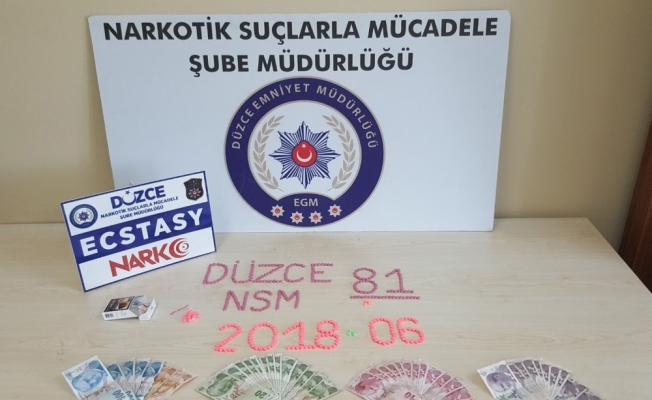 NARKOTİK SUÇLARLA MÜCADELE
ŞUBE MÜDÜRLÜĞÜ
DÜZCE EMNİYET MÜDÜRLÜĞÜ
EGM
DÜZCE
NARKOTİK SUÇLARLA MÜCADELE
ŞUBE MÜDÜRLÜĞÜ
ECSTASY
NARKO
DÜZCE 81
NSM
2018 06